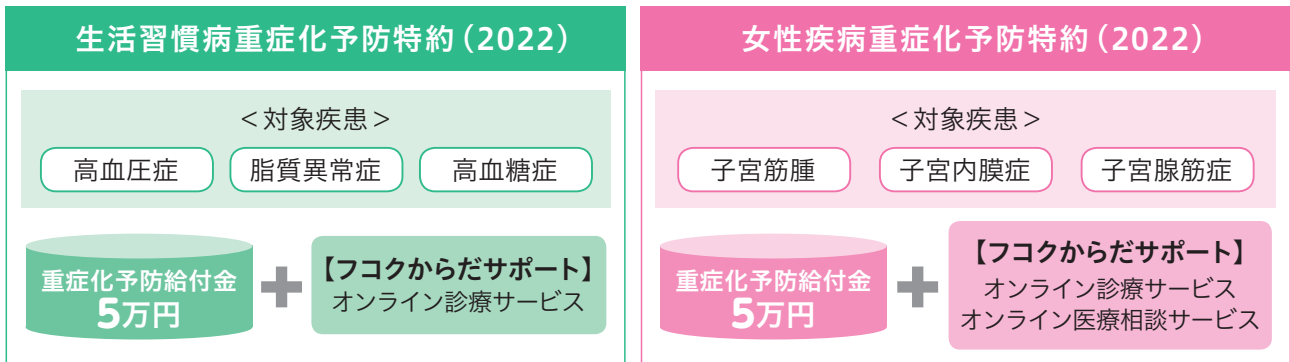 生活習慣病重症化予防特約（2022）
＜対象疾患＞
高血圧症
脂質異常症
高血糖症
重症化予防給付金
5万円
【フコクからだサポート】
オンライン診療サービス
女性疾病重症化予防特約（2022）
＜対象疾患＞
子宮筋腫
子宮内膜症
子宮腺筋症
重症化予防給付金
5万円
【フコクからだサポート】
オンライン診療サービス
オンライン医療相談サービス